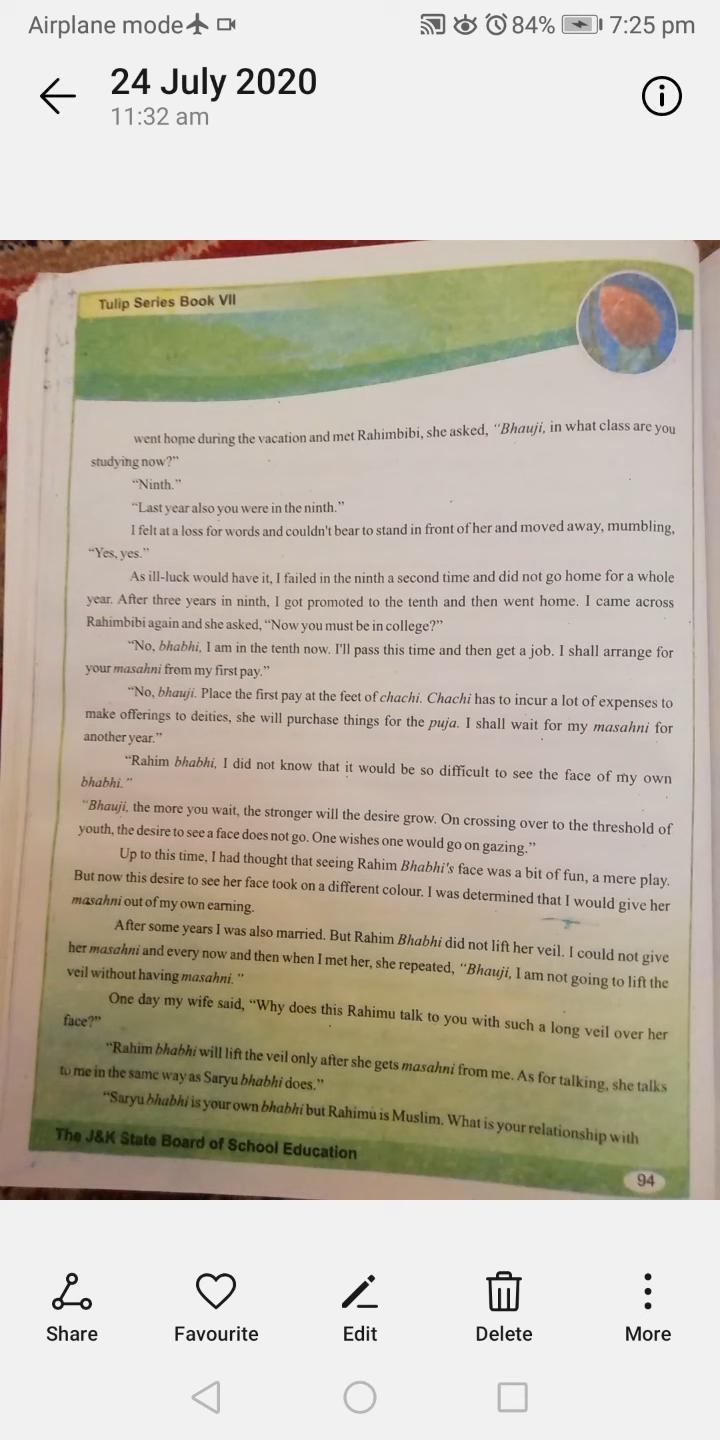 Airplane mode
84%
7:25 pm
24 July 2020
11:32 am
Tulip Series Book VII
went home during the vacation and met Rahimbibi, she asked, "Bhauji, in what class are you
studying now?"
"Ninth."
"Last year also you were in the ninth."
I felt at a loss for words and couldn't bear to stand in front of her and moved away, mumbling,
"Yes, yes."
As ill-luck would have it, I failed in the ninth a second time and did not go home for a whole
year. After three years in ninth, I got promoted to the tenth and then went home. I came across
Rahimbibi again and she asked, "Now you must be in college?"
"No, bhabhi, I am in the tenth now. I'll pass this time and then get a job. I shall arrange for
your masahni from my first pay."
"No, bhauji. Place the first pay at the feet of chachi. Chachi has to incur a lot of expenses to
make offerings to deities, she will purchase things for the puja. I shall wait for my masahni for
another year."
"Rahim bhabhi, I did not know that it would be so difficult to see the face of my own
bhabhi."
"Bhauji, the more you wait, the stronger will the desire grow. On crossing over to the threshold of
youth, the desire to see a face does not go. One wishes one would go on gazing."
Up to this time, I had thought that seeing Rahim Bhabhi's face was a bit of fun, a mere play.
But now this desire to see her face took on a different colour. I was determined that I would give her
masahni out of my own earning.
After some years I was also married. But Rahim Bhabhi did not lift her veil. I could not give
her masahni and every now and then when I met her, she repeated, "Bhauji, I am not going to lift the
veil without having masahni."
One day my wife said, "Why does this Rahimu talk to you with such a long veil over her
face?"
"Rahim bhabhi will lift the veil only after she gets masahni from me. As for talking, she talks
to me in the same way as Saryu bhabhi does."
"Saryu bhabhi is your own bhabhi but Rahimu is Muslim. What is your relationship with
The J&K State Board of School Education
94
Share
Favourite
Edit
Delete
More